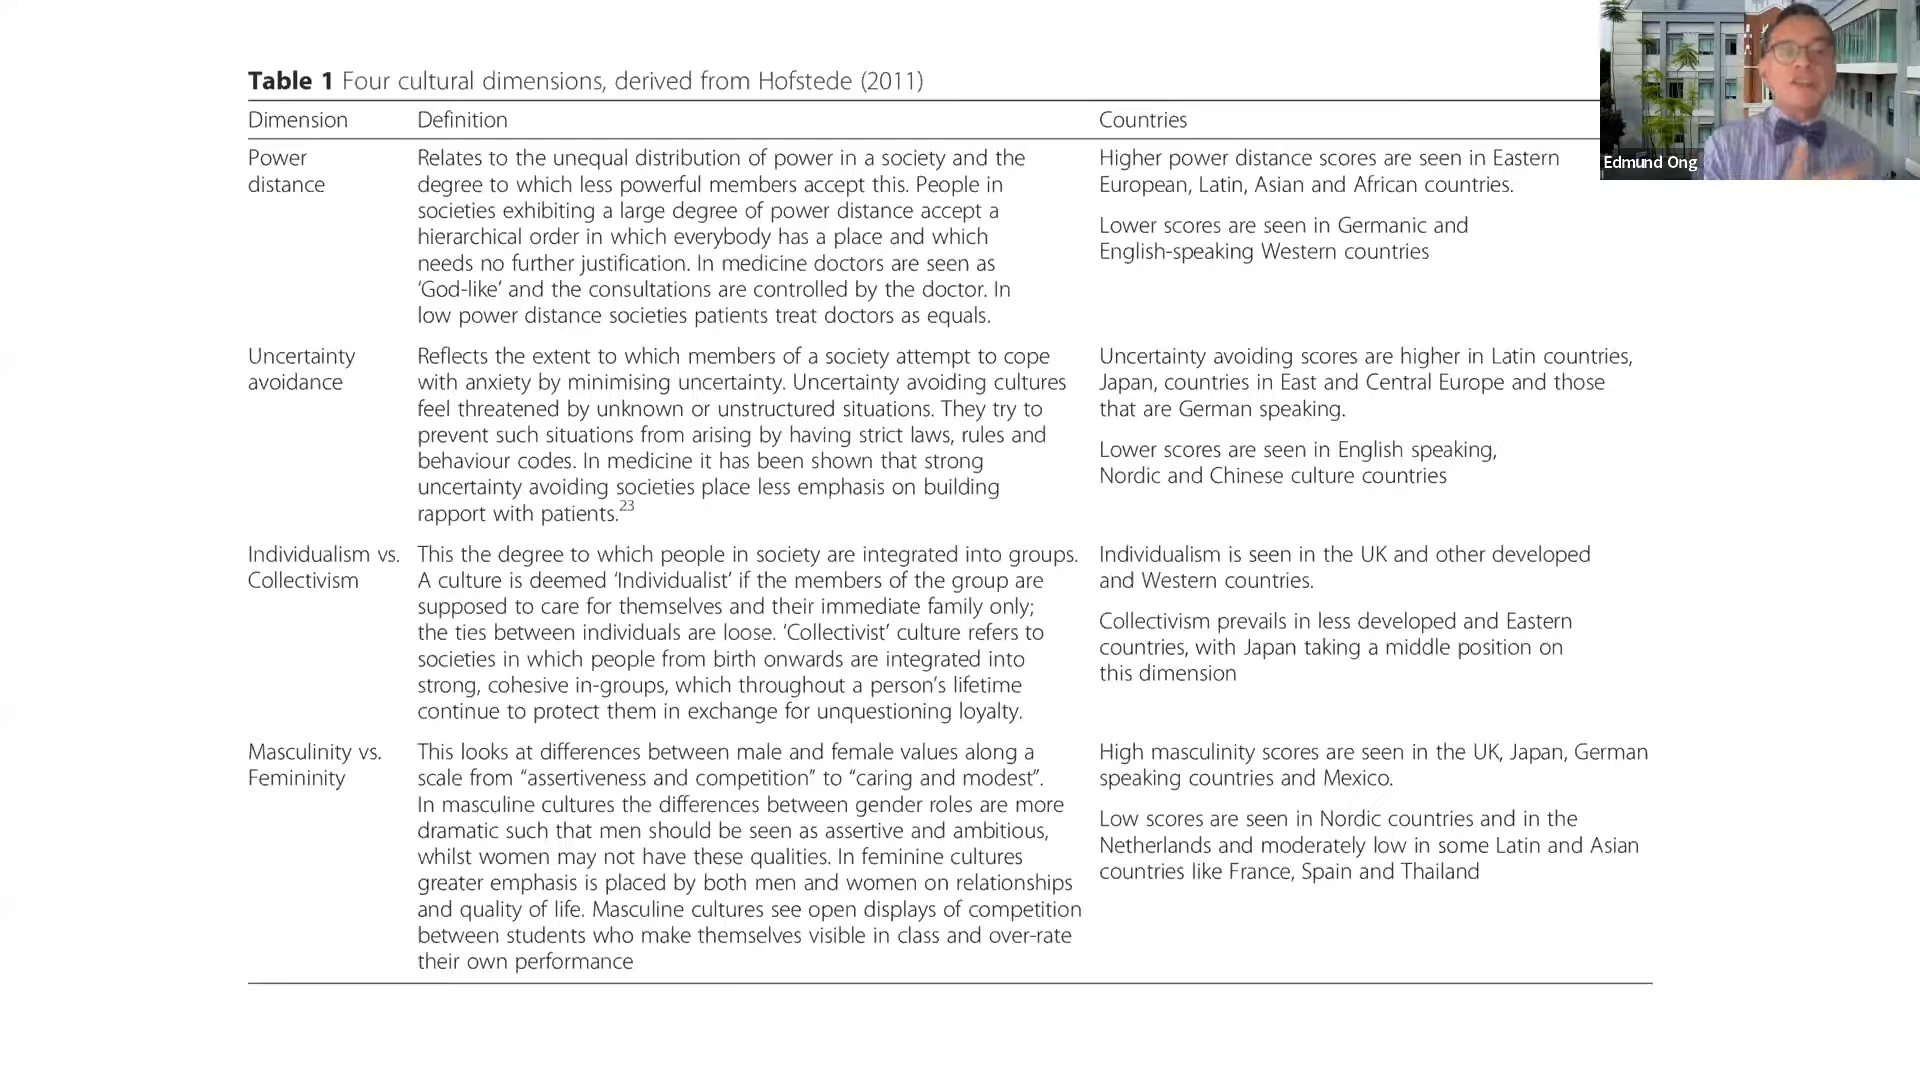 Table 1 Four cultural dimensions, derived from Hofstede (2011)
Dimension
Definition
Countries
Power
distance
Relates to the unequal distribution of power in a society and the
degree to which less powerful members accept this. People in
societies exhibiting a large degree of power distance accept a
hierarchical order in which everybody has a place and which
needs no further justification. In medicine doctors are seen as
‘God-like’ and the consultations are controlled by the doctor. In
low power distance societies patients treat doctors as equals.
Higher power distance scores are seen in Eastern
European, Latin, Asian and African countries.
Lower scores are seen in Germanic and
English-speaking Western countries
Uncertainty
avoidance
Reflects the extent to which members of a society attempt to cope
with anxiety by minimising uncertainty. Uncertainty avoiding cultures
feel threatened by unknown or unstructured situations. They try to
prevent such situations from arising by having strict laws, rules and
behaviour codes. In medicine it has been shown that strong
uncertainty avoiding societies place less emphasis on building
rapport with patients.23
Uncertainty avoiding scores are higher in Latin countries,
Japan, countries in East and Central Europe and those
that are German speaking.
Lower scores are seen in English speaking,
Nordic and Chinese culture countries
Individualism vs.
Collectivism
This the degree to which people in society are integrated into groups.
A culture is deemed ‘Individualist’ if the members of the group are
supposed to care for themselves and their immediate family only;
the ties between individuals are loose. ‘Collectivist’ culture refers to
societies in which people from birth onwards are integrated into
strong, cohesive in-groups, which throughout a person’s lifetime
continue to protect them in exchange for unquestioning loyalty.
Individualism is seen in the UK and other developed
and Western countries.
Collectivism prevails in less developed and Eastern
countries, with Japan taking a middle position on
this dimension
Masculinity vs.
Femininity
This looks at differences between male and female values along a
scale from “assertiveness and competition” to “caring and modest”.
In masculine cultures the differences between gender roles are more
dramatic such that men should be seen as assertive and ambitious,
whilst women may not have these qualities. In feminine cultures
greater emphasis is placed by both men and women on relationships
and quality of life. Masculine cultures see open displays of competition
between students who make themselves visible in class and over-rate
their own performance
High masculinity scores are seen in the UK, Japan, German
speaking countries and Mexico.
Low scores are seen in Nordic countries and in the
Netherlands and moderately low in some Latin and Asian
countries like France, Spain and Thailand
Edmund Ong